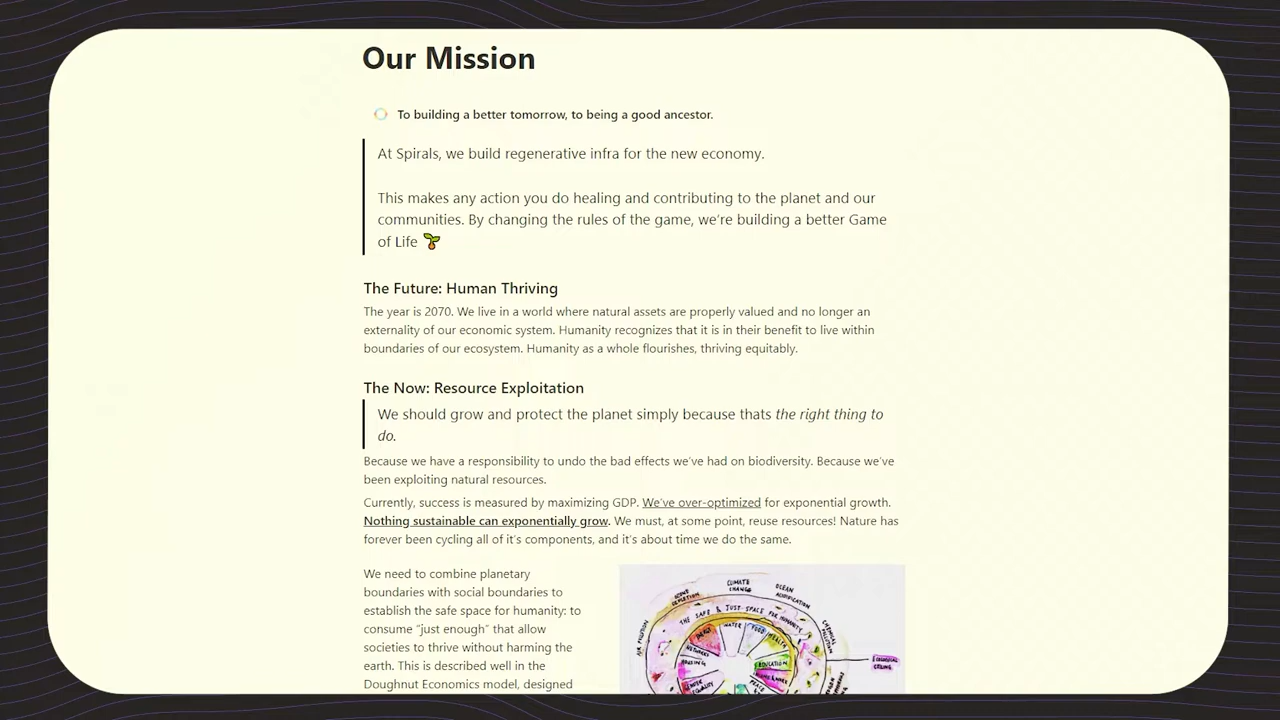 Our Mission
To building a better tomorrow, to being a good ancestor.
At Spirals, we build regenerative infra for the new economy.
This makes any action you do healing and contributing to the planet and our
communities. By changing the rules of the game, we're building a better Game
of Life 🌱
The Future: Human Thriving
The year is 2070. We live in a world where natural assets are properly valued and no longer an
externality of our economic system. Humanity recognizes that it is in their benefit to live within
boundaries of our ecosystem. Humanity as a whole flourishes, thriving equitably.
The Now: Resource Exploitation
We should grow and protect the planet simply because thats the right thing to
do.
Because we have a responsibility to undo the bad effects we've had on biodiversity. Because we've
been exploiting natural resources.
Currently, success is measured by maximizing GDP. We've over-optimized for exponential growth.
Nothing sustainable can exponentially grow. We must, at some point, reuse resources! Nature has
forever been cycling all of it's components, and it's about time we do the same.
We need to combine planetary
boundaries with social boundaries to
establish the safe space for humanity: to
consume "just enough" that allow
societies to thrive without harming the
earth. This is described well in the
Doughnut Economics model, designed
CLIMATE
CHANGE
OCEAN
ACIDIFICATION
OZONE
DEPLETION
AIR POLLUTION
CHEMICAL
POLLUTION
THE SAFE & JUST SPACE FOR HUMANITY
WATER
FOOD
HEALTH
ENERGY
NETWORKS
EDUCATION
HOUSING
ECOLOGICAL
CEILING